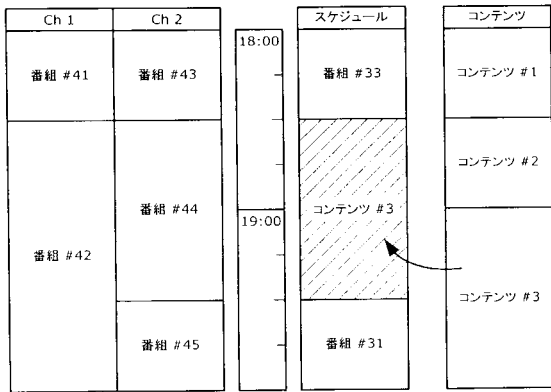 Ch 1
Ch 2
スケジュール
コンテンツ
番組 #41
番組 #43
18:00
番組 #33
コンテンツ #1
コンテンツ #2
番組 #44
コンテンツ #3
19:00
番組 #42
コンテンツ #3
番組 #45
番組 #31